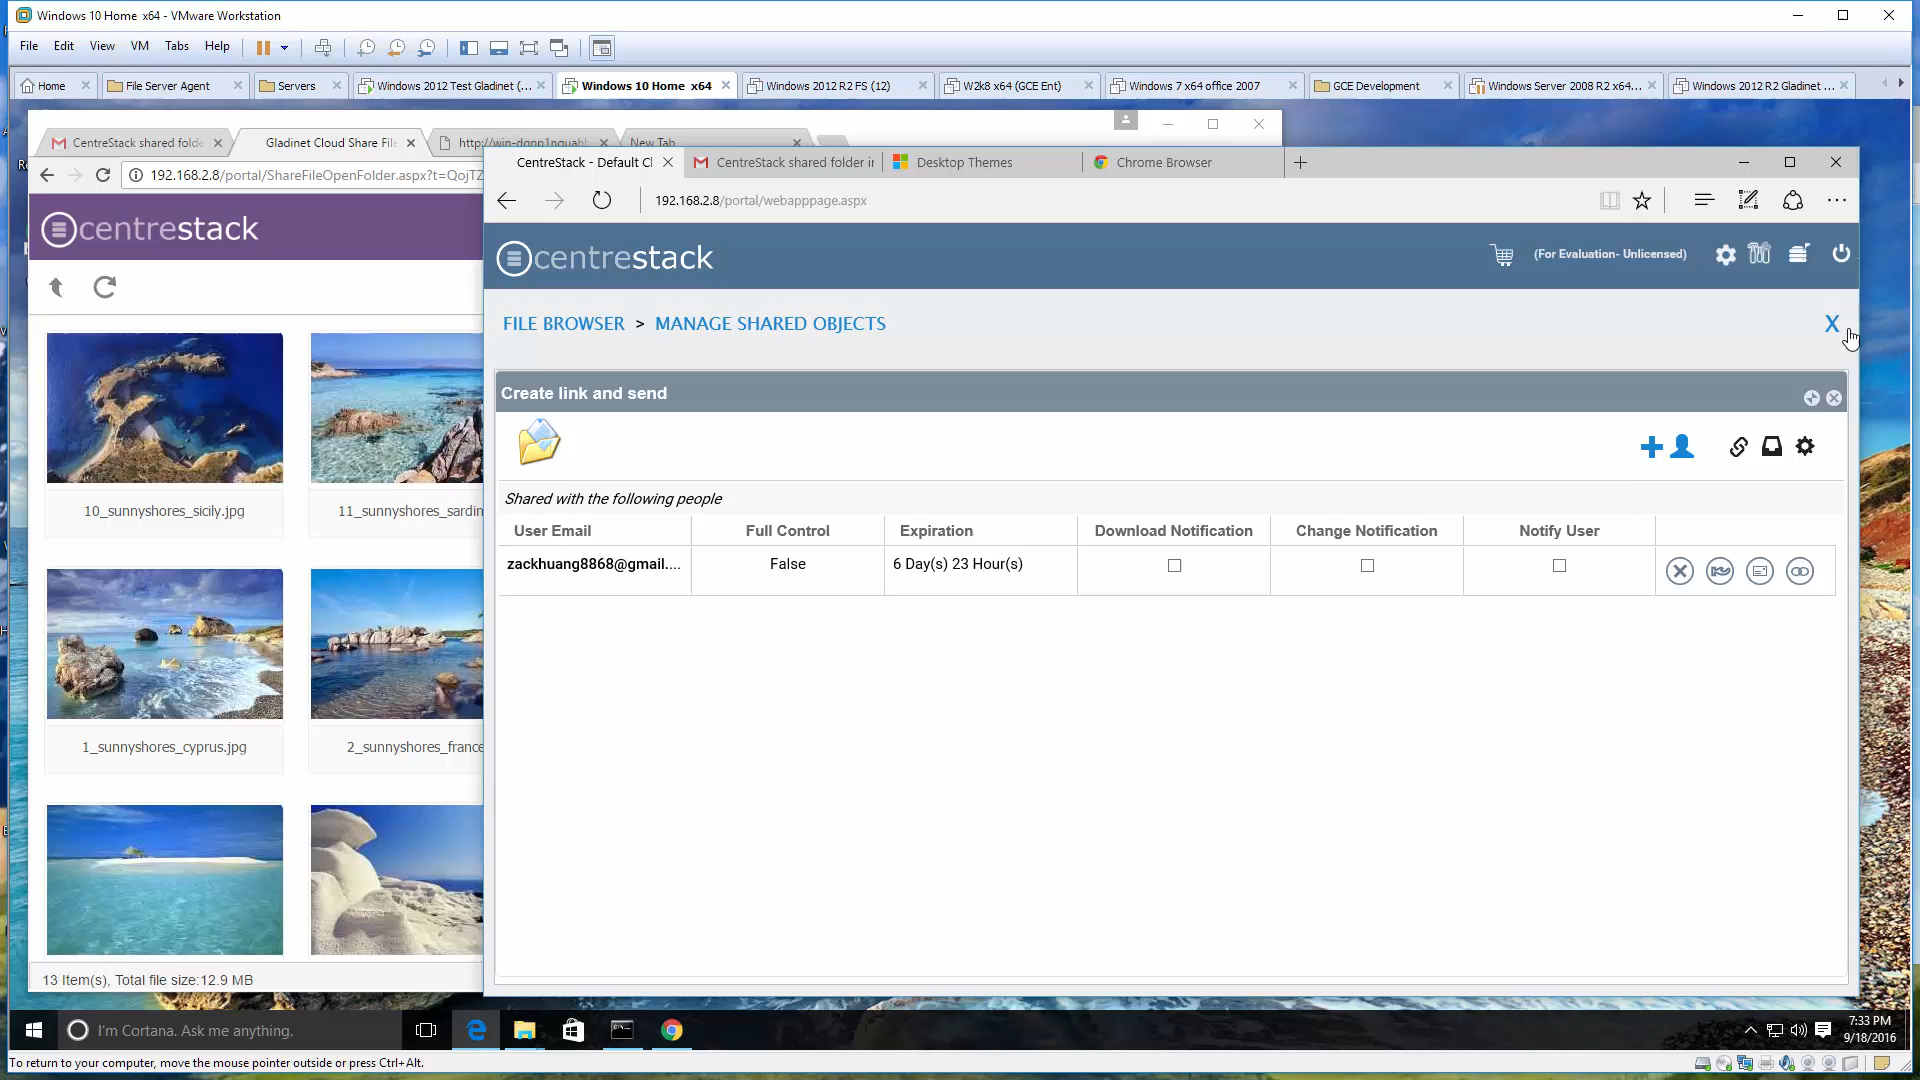 Windows 10 Home x64 - VMware Workstation
File Edit View VM Tabs Help
Home File Server Agent Servers Windows 2012 Test Gladinet (... Windows 10 Home x64 Windows 2012 R2 FS (12) W2k8 x64 (GCE Ent) Windows 7 x64 office 2007 GCE Development Windows Server 2008 R2 x64... Windows 2012 R2 Gladinet ...
CentreStack shared folde Gladinet Cloud Share File New Tab
192.168.2.8/portal/ShareFileOpenFolder.aspx?t=QojTZ
centrestack
10_sunnyshores_sicily.jpg 11_sunnyshores_sardin
1_sunnyshores_cyprus.jpg 2_sunnyshores_france
13 Item(s), Total file size:12.9 MB
CentreStack - Default Cl CentreStack shared folder in Desktop Themes Chrome Browser
192.168.2.8/portal/webapppage.aspx
centrestack (For Evaluation- Unlicensed)
FILE BROWSER > MANAGE SHARED OBJECTS X
Create link and send
Shared with the following people
User Email Full Control Expiration Download Notification Change Notification Notify User
zackhuang8868@gmail.... False 6 Day(s) 23 Hour(s)
I'm Cortana. Ask me anything.
7:33 PM
9/18/2016
To return to your computer, move the mouse pointer outside or press Ctrl+Alt.